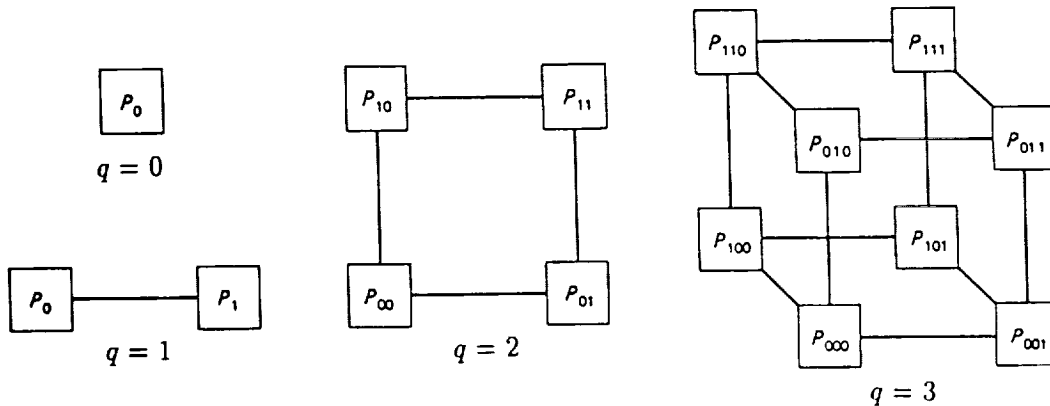 P₀
q = 0
P₀ P₁
q = 1
P₁₀ P₁₁
P₀₀ P₀₁
q = 2
P₁₁₀ P₁₁₁
P₀₁₀ P₀₁₁
P₁₀₀ P₁₀₁
P₀₀₀ P₀₀₁
q = 3